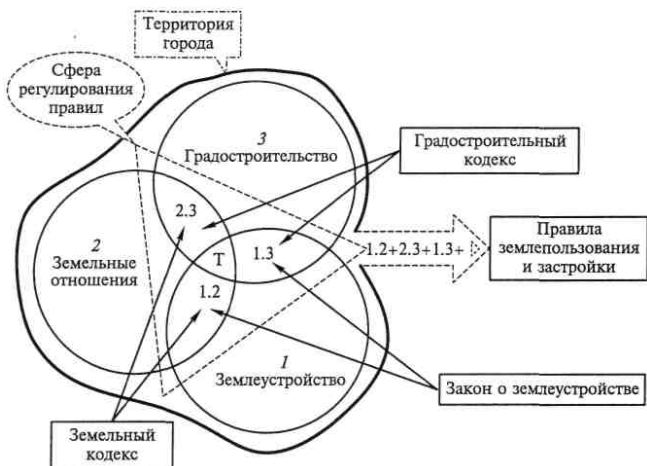 Территория
города
Сфера
регулирования
правил
3
Градостроительство
Градостроительный
кодекс
2.3
2
Земельные
отношения
Т
1.3
1.2+2.3+1.3+
Правила
землепользования
и застройки
1.2
1
Землеустройство
Закон о землеустройстве
Земельный
кодекс